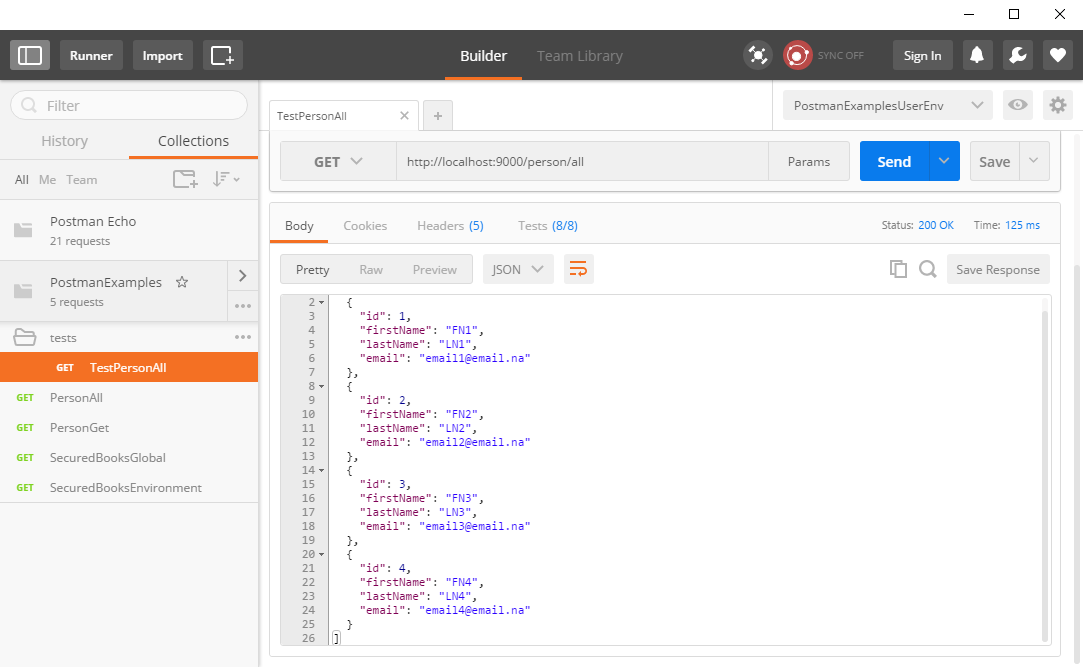 Runner
Import
Builder
Team Library
SYNC OFF
Sign In
Filter
History
Collections
All Me Team
Postman Echo
21 requests
PostmanExamples
5 requests
tests
GET TestPersonAll
GET PersonAll
GET PersonGet
GET SecuredBooksGlobal
GET SecuredBooksEnvironment
TestPersonAll
PostmanExamplesUserEnv
GET
http://localhost:9000/person/all
Params
Send
Save
Body
Cookies
Headers (5)
Tests (8/8)
Status: 200 OK
Time: 125 ms
Pretty
Raw
Preview
JSON
Save Response
2 {
3 "id": 1,
4 "firstName": "FN1",
5 "lastName": "LN1",
6 "email": "email1@email.na"
7 },
8 {
9 "id": 2,
10 "firstName": "FN2",
11 "lastName": "LN2",
12 "email": "email2@email.na"
13 },
14 {
15 "id": 3,
16 "firstName": "FN3",
17 "lastName": "LN3",
18 "email": "email3@email.na"
19 },
20 {
21 "id": 4,
22 "firstName": "FN4",
23 "lastName": "LN4",
24 "email": "email4@email.na"
25 }
26 ]